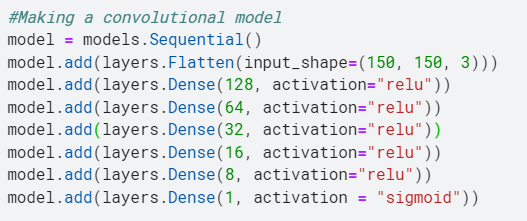 #Making a convolutional model
model = models.Sequential()
model.add(layers.Flatten(input_shape=(150, 150, 3)))
model.add(layers.Dense(128, activation="relu"))
model.add(layers.Dense(64, activation="relu"))
model.add(layers.Dense(32, activation="relu"))
model.add(layers.Dense(16, activation="relu"))
model.add(layers.Dense(8, activation="relu"))
model.add(layers.Dense(1, activation = "sigmoid"))